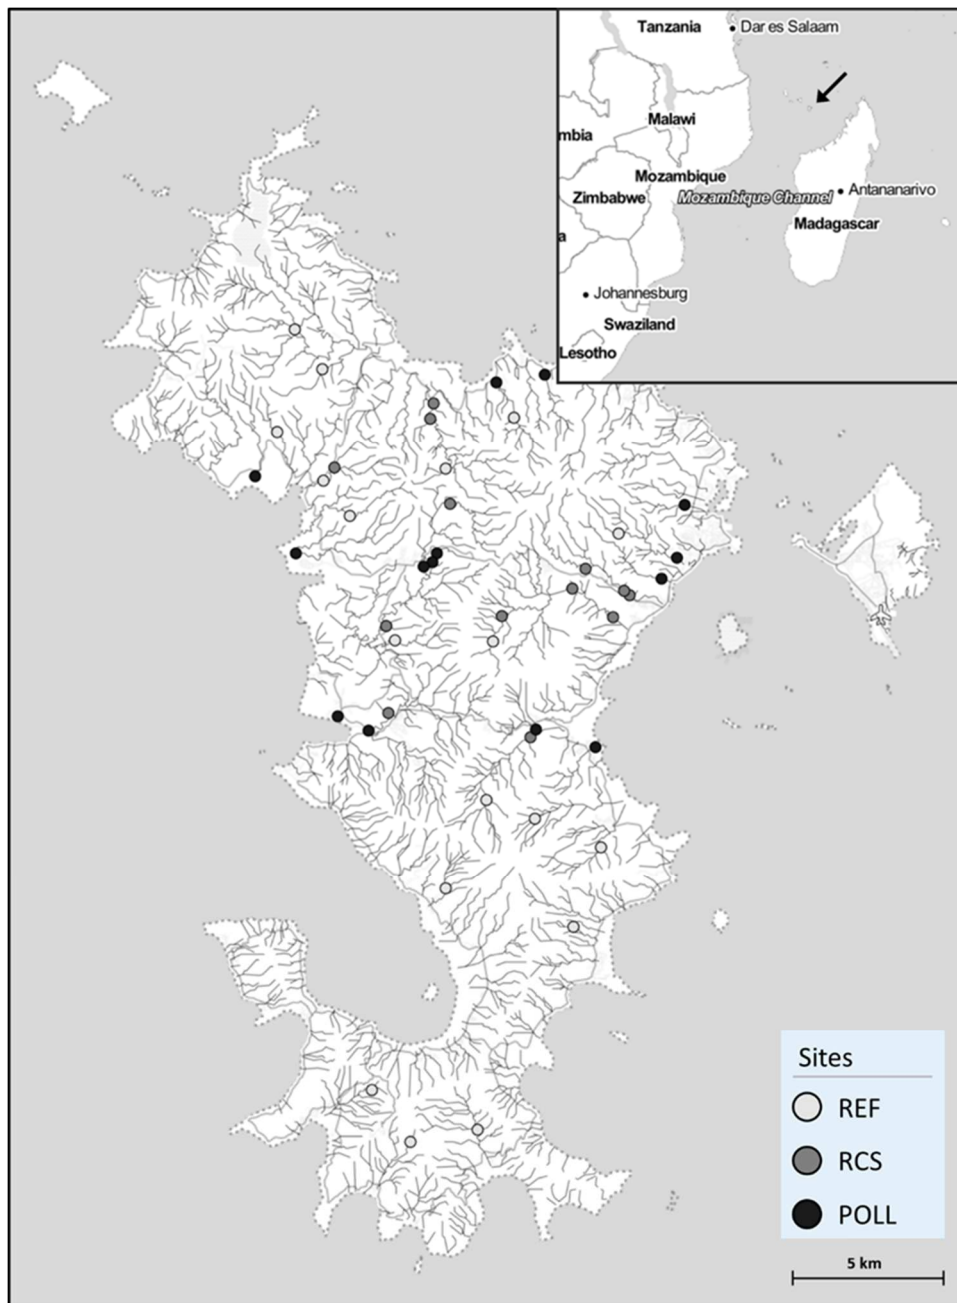 Tanzania
Dar es Salaam
Malawi
mbia
Mozambique
Zimbabwe
Mozambique Channel
Antananarivo
Madagascar
a
Johannesburg
Swaziland
Lesotho
Sites
REF
RCS
POLL
5 km